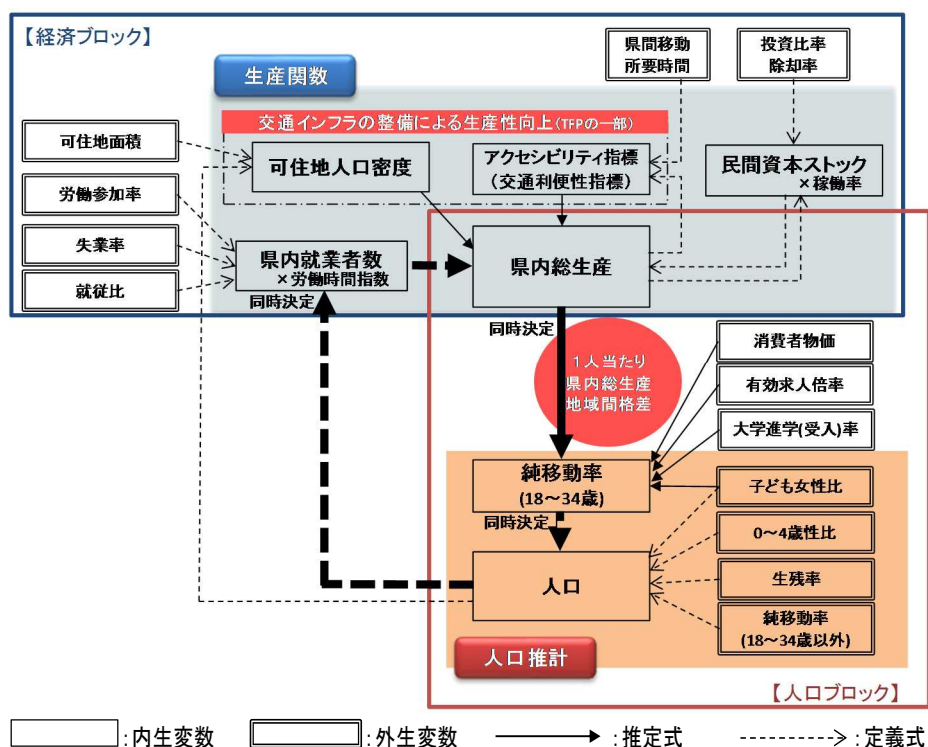 【経済ブロック】
県間移動
所要時間
投資比率
除却率
生産関数
交通インフラの整備による生産性向上(TFPの一部)
可住地面積
可住地人口密度
アクセシビリティ指標
(交通利便性指標)
民間資本ストック
×稼働率
労働参加率
失業率
県内就業者数
×労働時間指数
県内総生産
就従比
同時決定
同時決定
消費者物価
1人当たり
県内総生産
地域間格差
有効求人倍率
大学進学(受入)率
純移動率
(18～34歳)
子ども女性比
同時決定
0～4歳性比
人口
生残率
純移動率
(18～34歳以外)
人口推計
【人口ブロック】
:内生変数
:外生変数
:推定式
:定義式